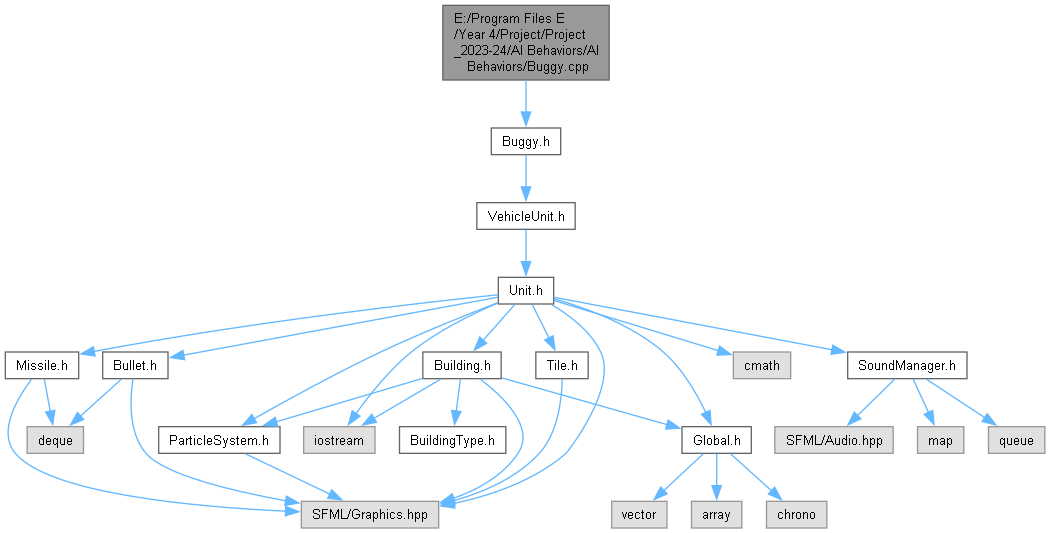 E:/Program Files E
/Year 4/Project/Project
_2023-24/AI Behaviors/AI
Behaviors/Buggy.cpp
Buggy.h
VehicleUnit.h
Unit.h
Missile.h
Bullet.h
Building.h
Tile.h
cmath
SoundManager.h
deque
ParticleSystem.h
iostream
BuildingType.h
Global.h
SFML/Audio.hpp
map
queue
SFML/Graphics.hpp
vector
array
chrono